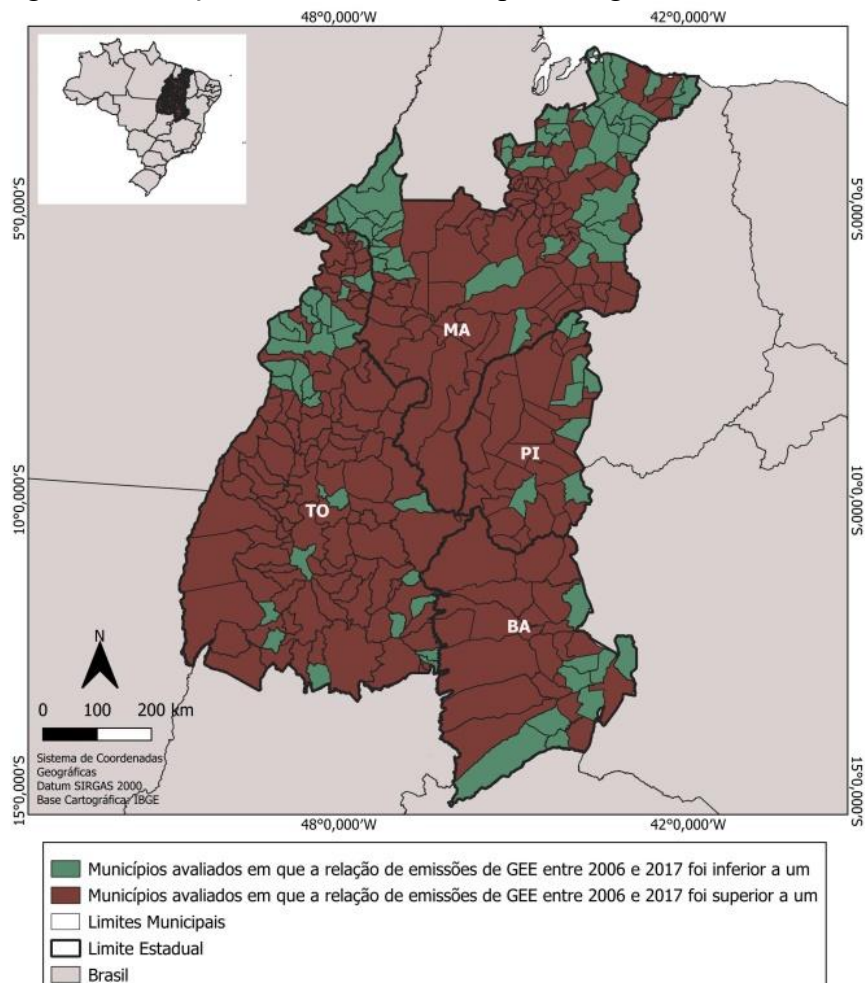 48°0,000'W 42°0,000'W
5°0,000'S 5°0,000'S
MA
PI
10°0,000'S 10°0,000'S
TO
BA
N
0 100 200 km
Sistema de Coordenadas
Geográficas
Datum SIRGAS 2000
Base Cartográfica: IBGE
15°0,000'S 15°0,000'S
48°0,000'W 42°0,000'W
Municípios avaliados em que a relação de emissões de GEE entre 2006 e 2017 foi inferior a um
Municípios avaliados em que a relação de emissões de GEE entre 2006 e 2017 foi superior a um
Limites Municipais
Limite Estadual
Brasil